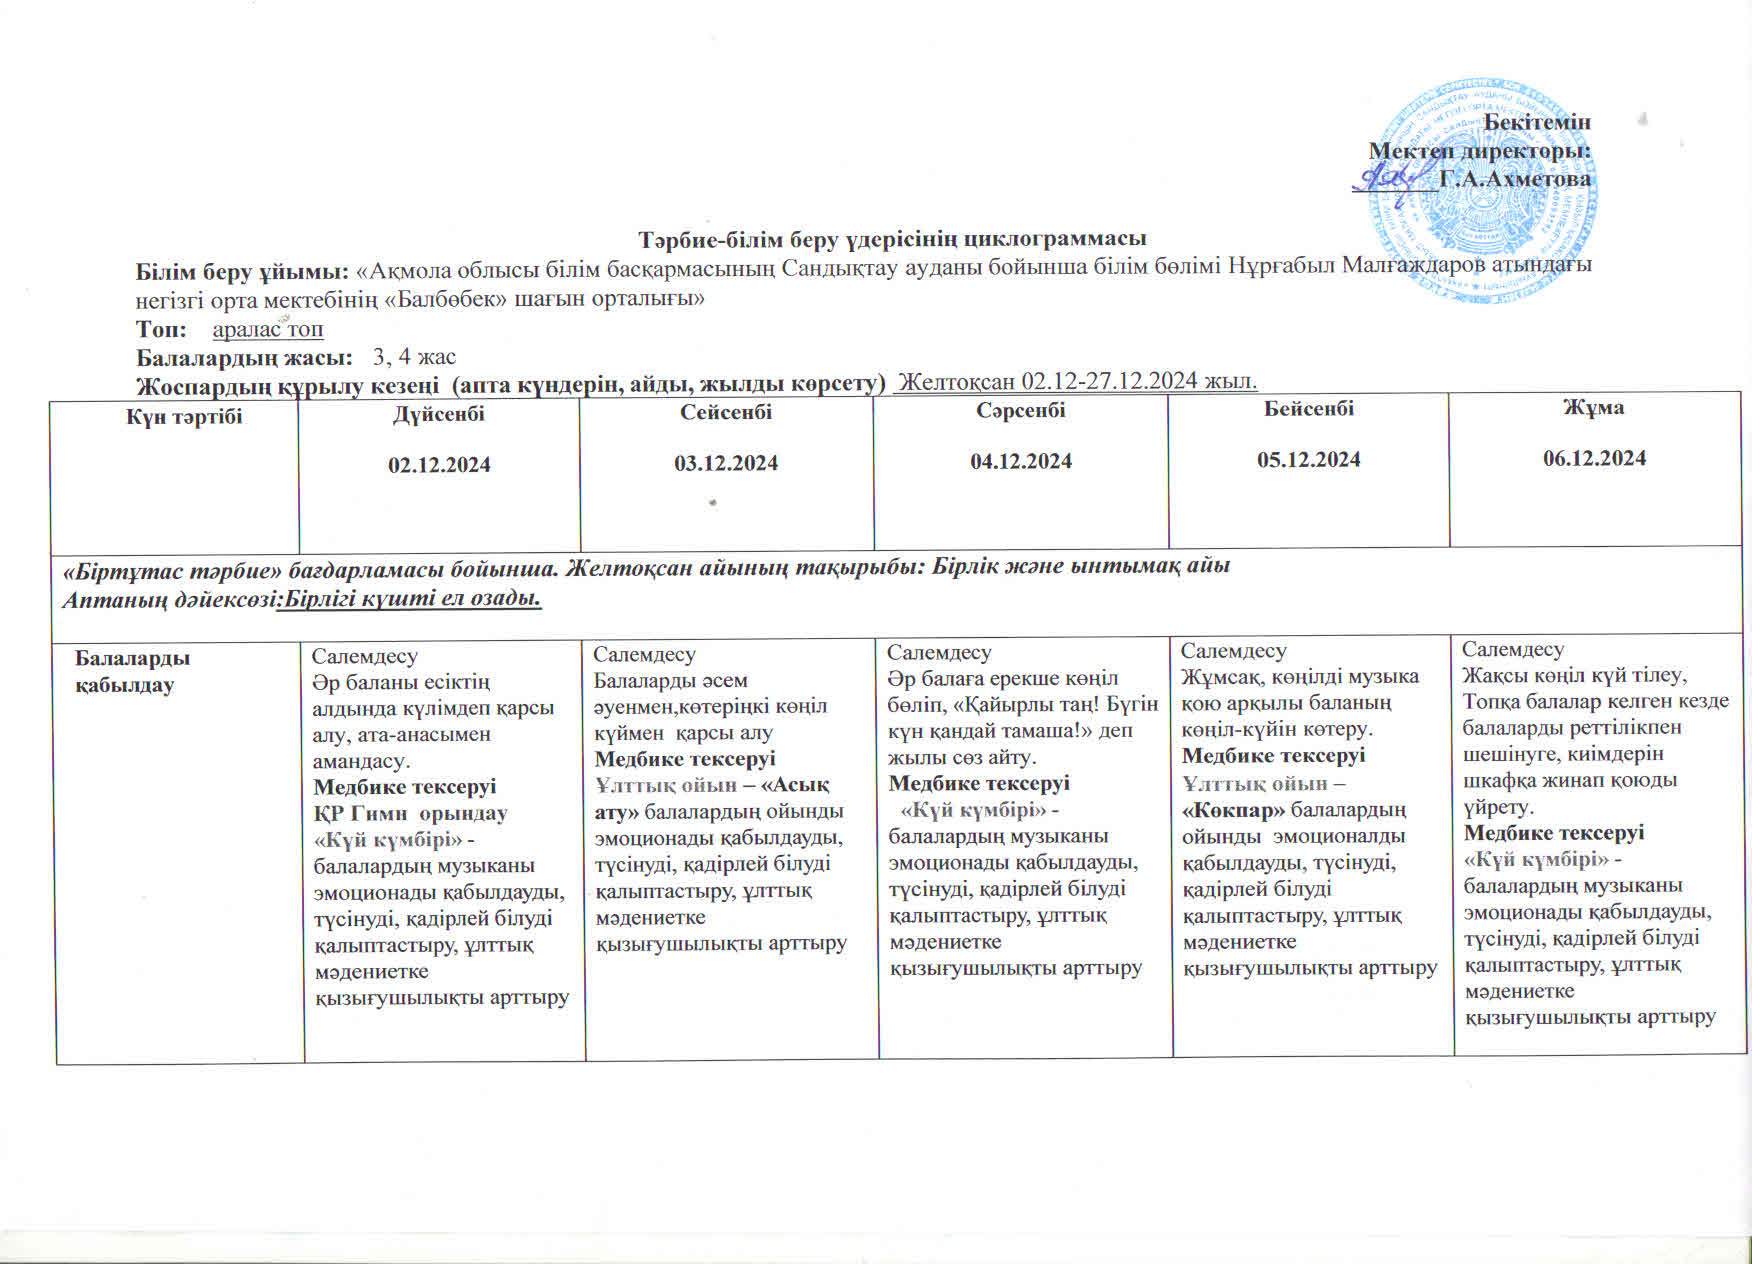 Бекітемін
Мектеп директоры:
Г.А.Ахметова
Тәрбие-білім беру үдерісінің циклограммасы
Білім беру ұйымы: «Ақмола облысы білім басқармасының Сандықтау ауданы бойынша білім бөлімі Нұрғабыл Малғаждаров атындағы
негізгі орта мектебінің «Балбөбек» шағын орталығы»
Топ: аралас топ
Балалардың жасы: 3, 4 жас
Жоспардың құрылу кезеңі (апта күндерін, айды, жылды көрсету) Желтоқсан 02.12-27.12.2024 жыл.
Күн тәртібі
Дүйсенбі
02.12.2024
Сейсенбі
03.12.2024
Сәрсенбі
04.12.2024
Бейсенбі
05.12.2024
Жұма
06.12.2024
«Біртұтас тәрбие» бағдарламасы бойынша. Желтоқсан айының тақырыбы: Бірлік және ынтымақ айы
Аптаның дәйексөзі:Бірлігі күшті ел озады.
Балаларды
қабылдау
Салемдесу
Әр баланы есіктің
алдында күлімдеп қарсы
алу, ата-анасымен
амандасу.
Медбике тексеруі
ҚР Гимн орындау
«Күй күмбірі» -
балалардың музыканы
эмоционады қабылдауды,
түсінуді, қадірлей білуді
қалыптастыру, ұлттық
мәдениетке
қызығушылықты арттыру
Салемдесу
Балаларды әсем
әуенмен,көтеріңкі көңіл
күймен қарсы алу
Медбике тексеруі
Ұлттық ойын – «Асық
ату» балалардың ойынды
эмоционады қабылдауды,
түсінуді, қадірлей білуді
қалыптастыру, ұлттық
мәдениетке
қызығушылықты арттыру
Салемдесу
Әр балаға ерекше көңіл
бөліп, «Қайырлы таң! Бүгін
күн қандай тамаша!» деп
жылы сөз айту.
Медбике тексеруі
«Күй күмбірі» -
балалардың музыканы
эмоционады қабылдауды,
түсінуді, қадірлей білуді
қалыптастыру, ұлттық
мәдениетке
қызығушылықты арттыру
Салемдесу
Жұмсақ, көңілді музыка
қою арқылы баланың
көңіл-күйін көтеру.
Медбике тексеруі
Ұлттық ойын –
«Көкпар» балалардың
ойынды эмоционалды
қабылдауды, түсінуді,
қадірлей білуді
қалыптастыру, ұлттық
мәдениетке
қызығушылықты арттыру
Салемдесу
Жақсы көңіл күй тілеу,
Топқа балалар келген кезде
балаларды реттілікпен
шешінуге, киімдерін
шкафқа жинап қоюды
үйрету.
Медбике тексеруі
«Күй күмбірі» -
балалардың музыканы
эмоционады қабылдауды,
түсінуді, қадірлей білуді
қалыптастыру, ұлттық
мәдениетке
қызығушылықты арттыру